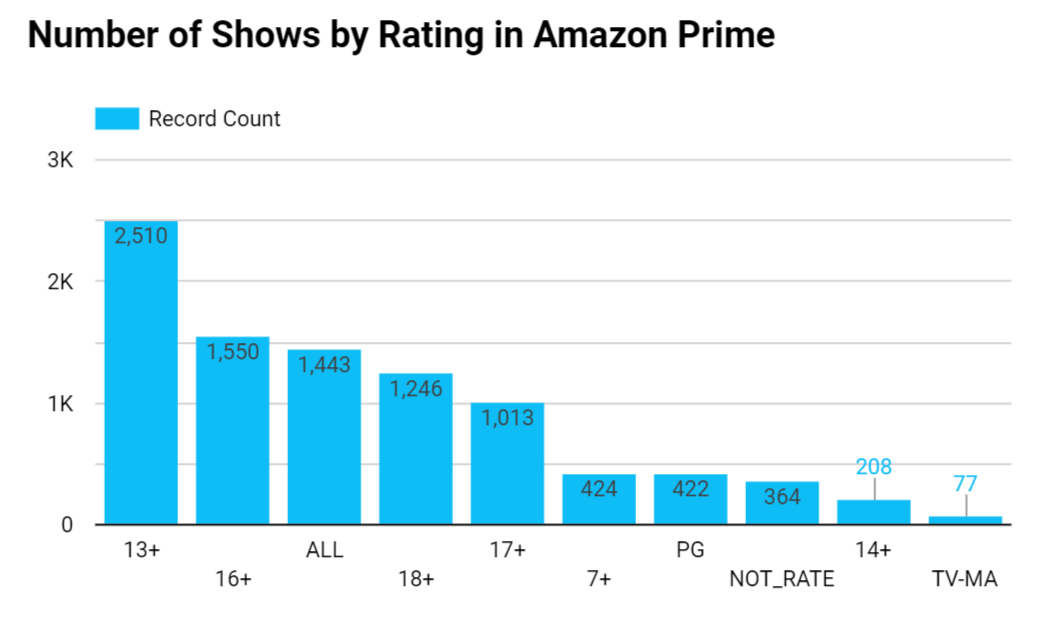 Number of Shows by Rating in Amazon Prime
Record Count
3K
2K
1K
0
2,510
1,550
1,443
1,246
1,013
424
422
364
208
77
13+
16+
ALL
18+
17+
7+
PG
NOT_RATE
14+
TV-MA